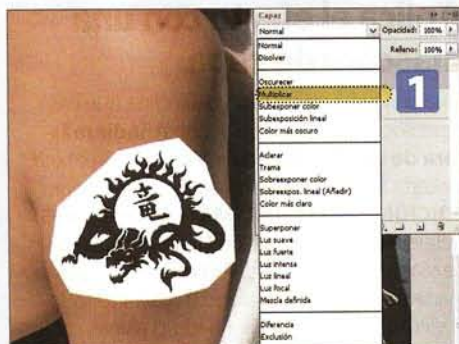 Capas
Normal
Opacidad: 100%
Normal
Disolver
Relleno: 100%
Oscurecer
Multiplicar
Subexponer color
Subexposición lineal
Color más oscuro
1
Aclarar
Trama
Sobreexponer color
Sobreexpos. lineal (Añadir)
Color más claro
Superponer
Luz suave
Luz fuerte
Luz intensa
Luz lineal
Luz focal
Mezcla definida
Diferencia
Exclusión
竜